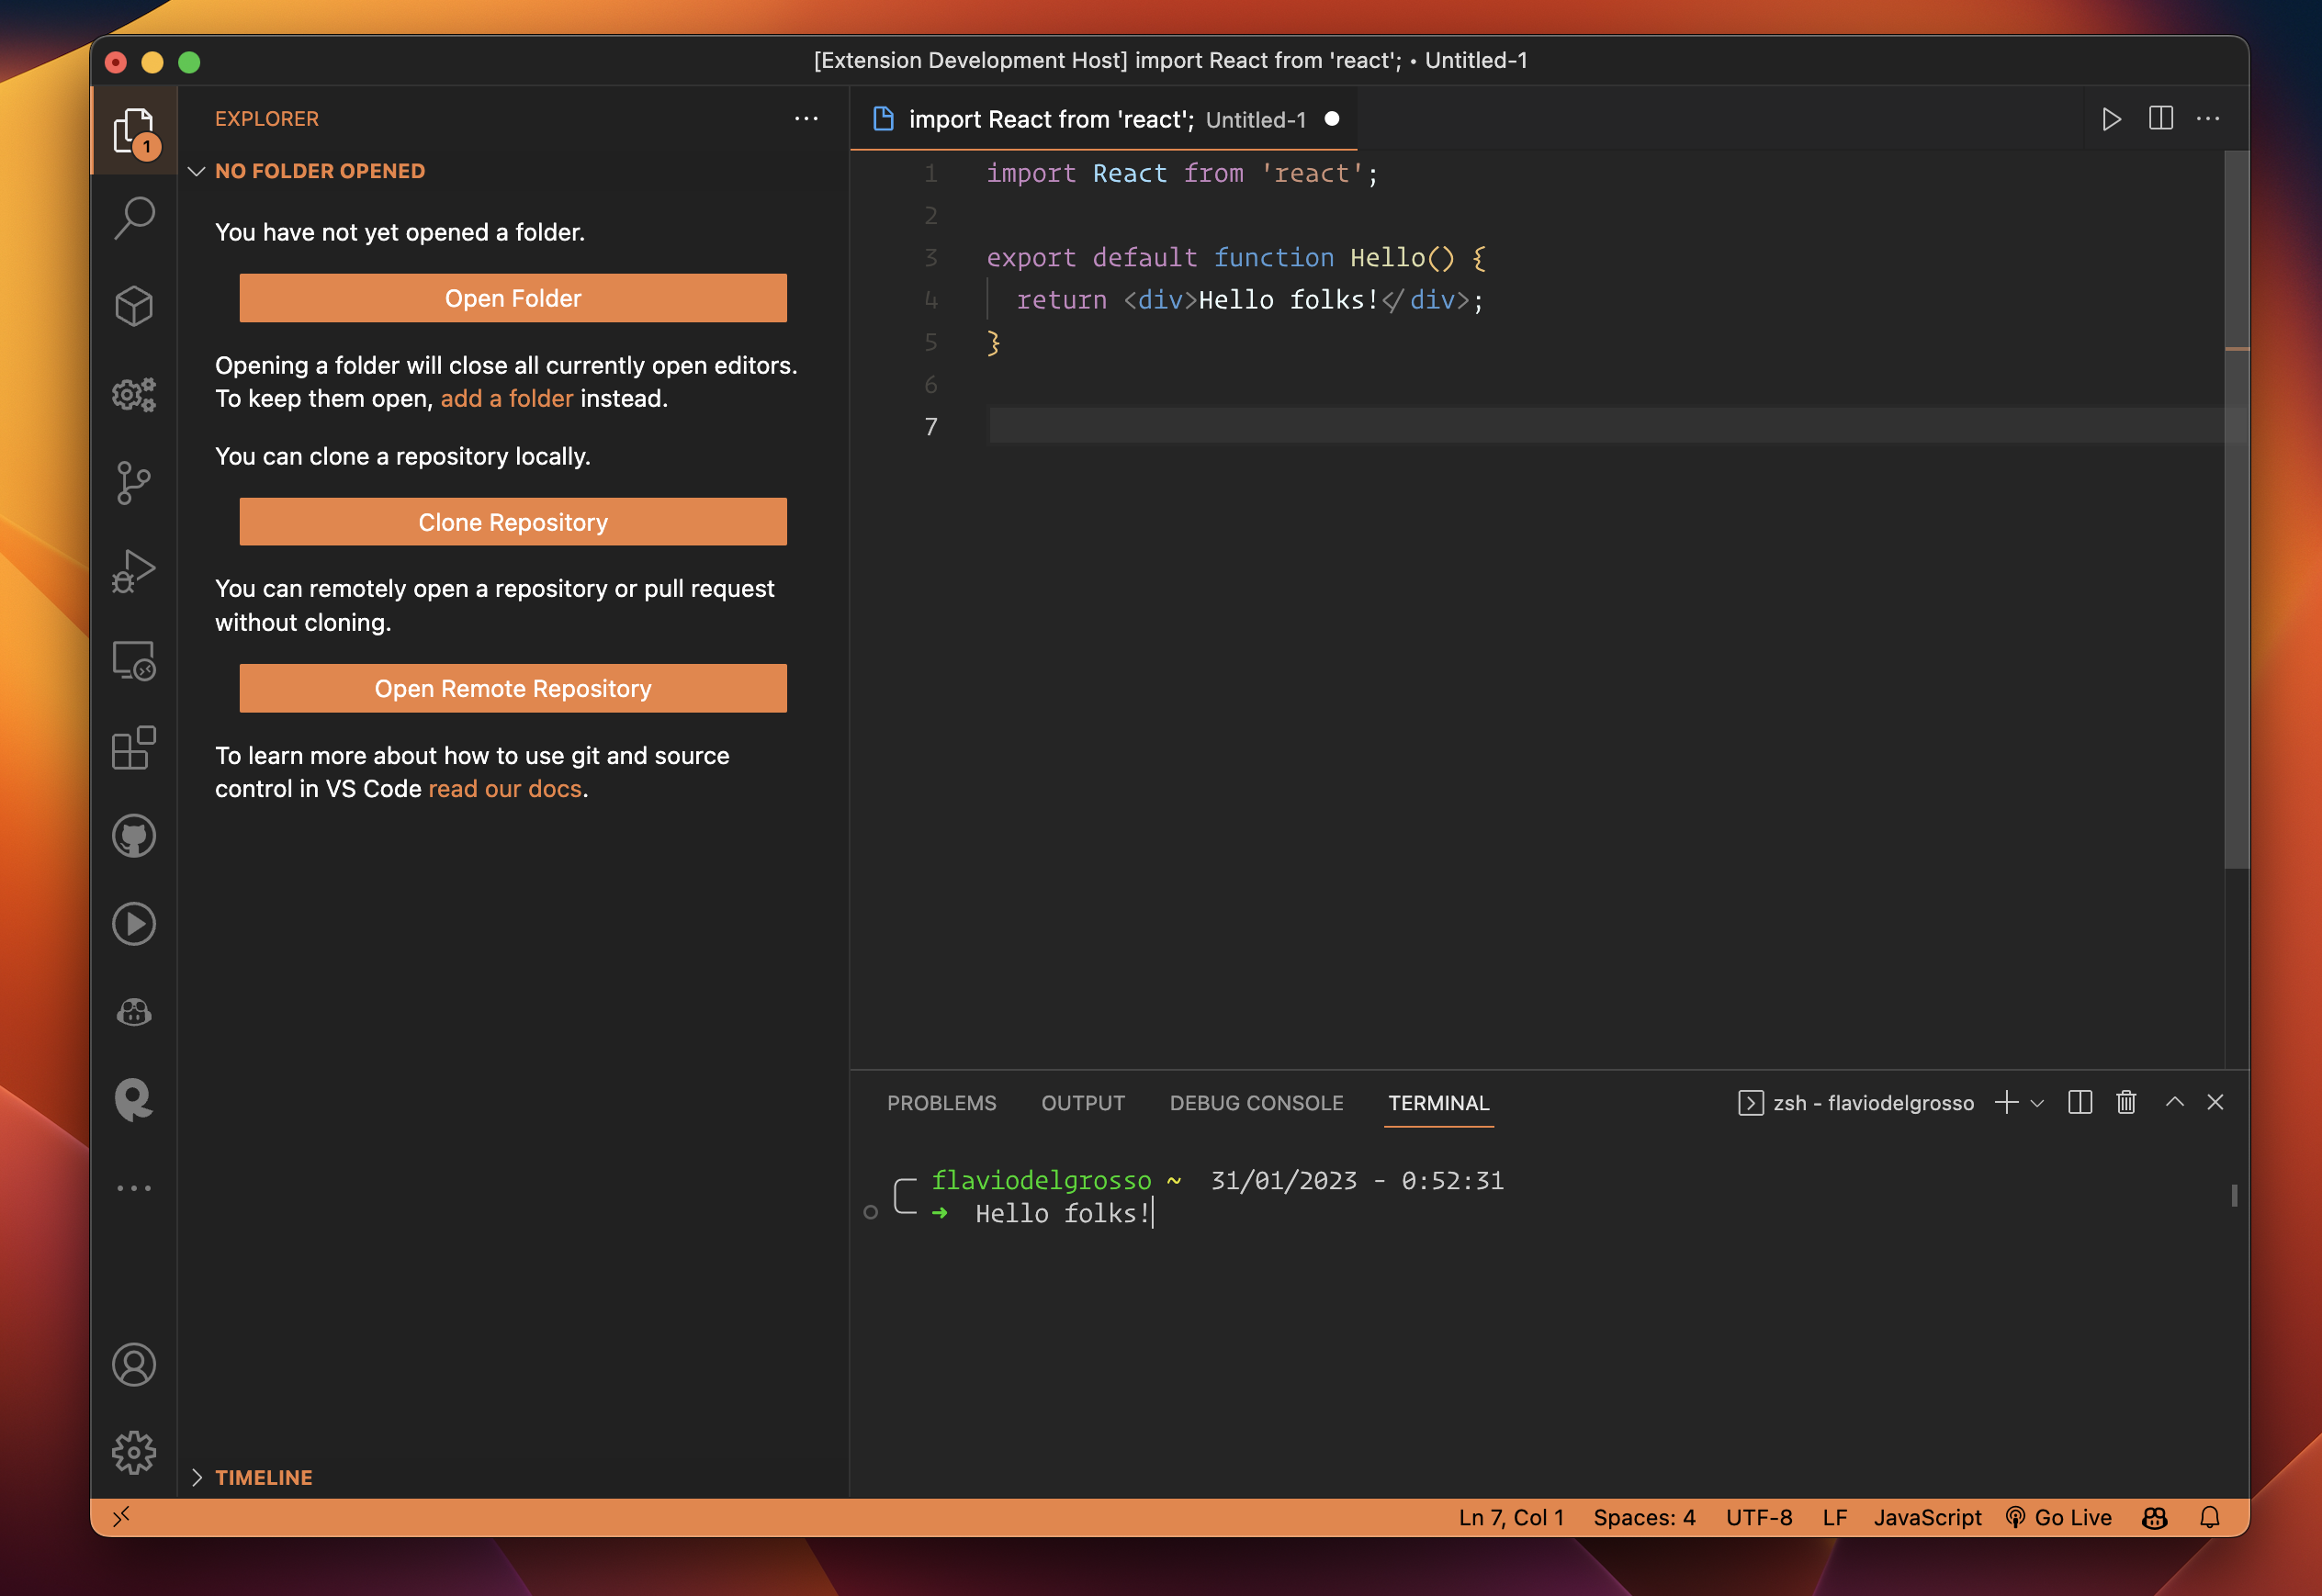 [Extension Development Host] import React from 'react'; • Untitled-1
EXPLORER
1
NO FOLDER OPENED
You have not yet opened a folder.
Open Folder
Opening a folder will close all currently open editors.
To keep them open, add a folder instead.
You can clone a repository locally.
Clone Repository
You can remotely open a repository or pull request
without cloning.
Open Remote Repository
To learn more about how to use git and source
control in VS Code read our docs.
TIMELINE
import React from 'react'; Untitled-1
1 import React from 'react';
2
3 export default function Hello() {
4 return <div>Hello folks!</div>;
5 }
6
7
PROBLEMS OUTPUT DEBUG CONSOLE TERMINAL zsh - flaviodelgrosso
flaviodelgrosso ~ 31/01/2023 - 0:52:31
➜ Hello folks!
Ln 7, Col 1 Spaces: 4 UTF-8 LF JavaScript Go Live